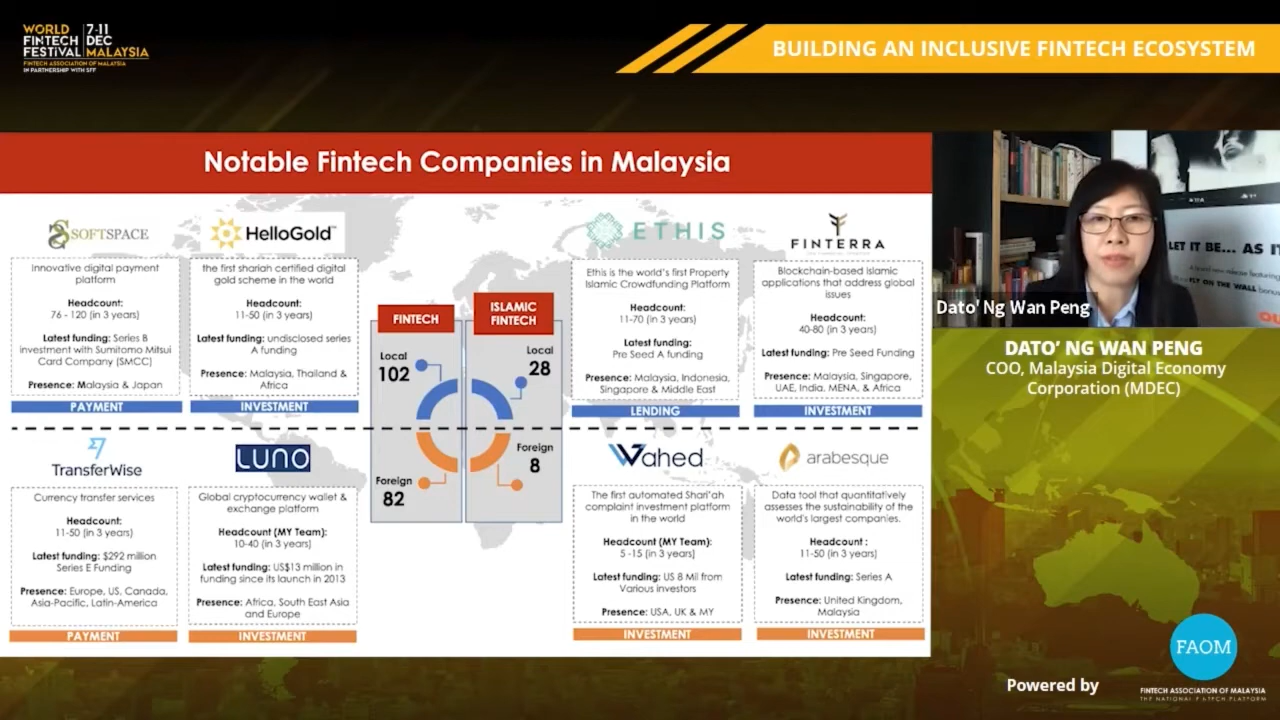 WORLD
FINTECH
FESTIVAL
7-11
DEC
MALAYSIA
FINTECH ASSOCIATION OF MALAYSIA
IN PARTNERSHIP WITH SFF
BUILDING AN INCLUSIVE FINTECH ECOSYSTEM
Notable Fintech Companies in Malaysia
SOFTSPACE
Innovative digital payment
platform
Headcount:
76 - 120 (in 3 years)
Latest funding: Series B
investment with Sumitomo Mitsui
Card Company (SMCC)
Presence: Malaysia & Japan
PAYMENT
HelloGold
the first shariah certified digital
gold scheme in the world
Headcount:
11-50 (in 3 years)
Latest funding: undisclosed series
A funding
Presence: Malaysia, Thailand &
Africa
INVESTMENT
FINTECH
Local
102
Foreign
82
ISLAMIC
FINTECH
Local
28
Foreign
8
ETHIS
Ethis is the world's first Property
Islamic Crowdfunding Platform
Headcount:
11-70 (in 3 years)
Latest funding:
Pre Seed A funding
Presence: Malaysia, Indonesia,
Singapore & Middle East
LENDING
FINTERRA
Blockchain-based islamic
applications that address global
issues
Headcount:
40-80 (in 3 years)
Latest funding: Pre Seed Funding
Presence: Malaysia, Singapore,
UAE, India, MENA, & Africa
INVESTMENT
TransferWise
Currency transfer services
Headcount:
11-50 (in 3 years)
Latest funding: $292 million
Series E Funding
Presence: Europe, US, Canada,
Asia-Pacific, Latin-America
PAYMENT
LUNO
Global cryptocurrency wallet &
exchange platform
Headcount (MY Team):
10-40 (in 3 years)
Latest funding: US$13 million in
funding since its launch in 2013
Presence: Africa, South East Asia
and Europe
INVESTMENT
Wahed
The first automated Shari'ah
complaint investment platform
in the world
Headcount (MY Team):
5 -15 (in 3 years)
Latest funding: US 8 Mil from
Various investors
Presence: USA, UK & MY
INVESTMENT
arabesque
Data tool that quantitatively
assesses the sustainability of the
world's largest companies.
Headcount :
11-50 (in 3 years)
Latest funding: Series A
Presence: United Kingdom,
Malaysia
INVESTMENT
LET IT BE... AS I
A brand new release featuring
FLY ON THE WALL bonus
Dato' Ng Wan Peng
DATO' NG WAN PENG
COO, Malaysia Digital Economy
Corporation (MDEC)
Powered by
FAOM
FINTECH ASSOCIATION OF MALAYSIA
THE NATIONAL FINTECH PLATFORM